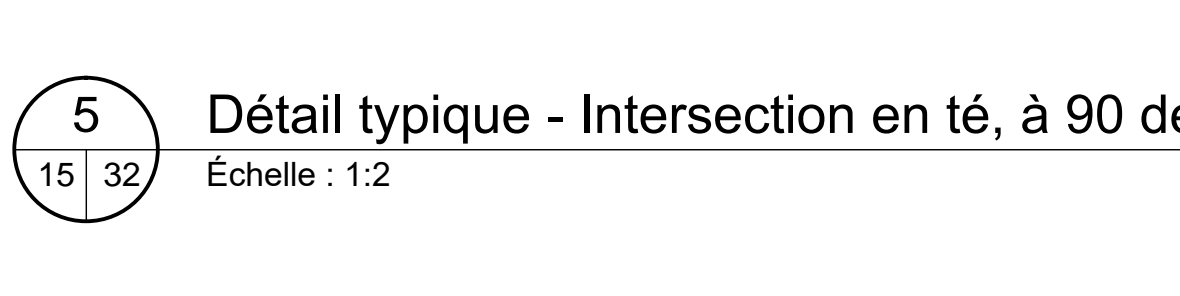 5
Détail typique - Intersection en té, à 90
15 32
Échelle : 1:2